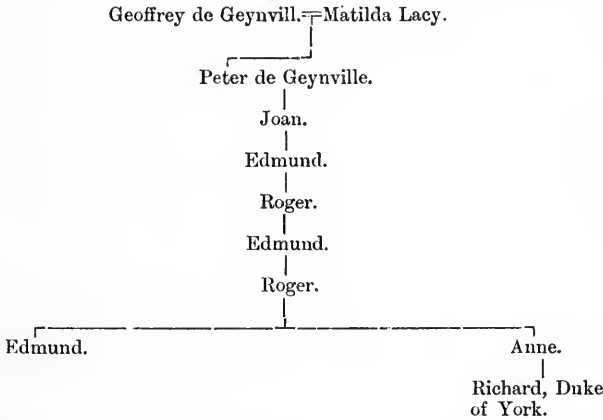 Geoffrey de Geynvill.=Matilda Lacy.
Peter de Geynville.
Joan.
Edmund.
Roger.
Edmund.
Roger.
Edmund. Anne.
Richard, Duke
of York.